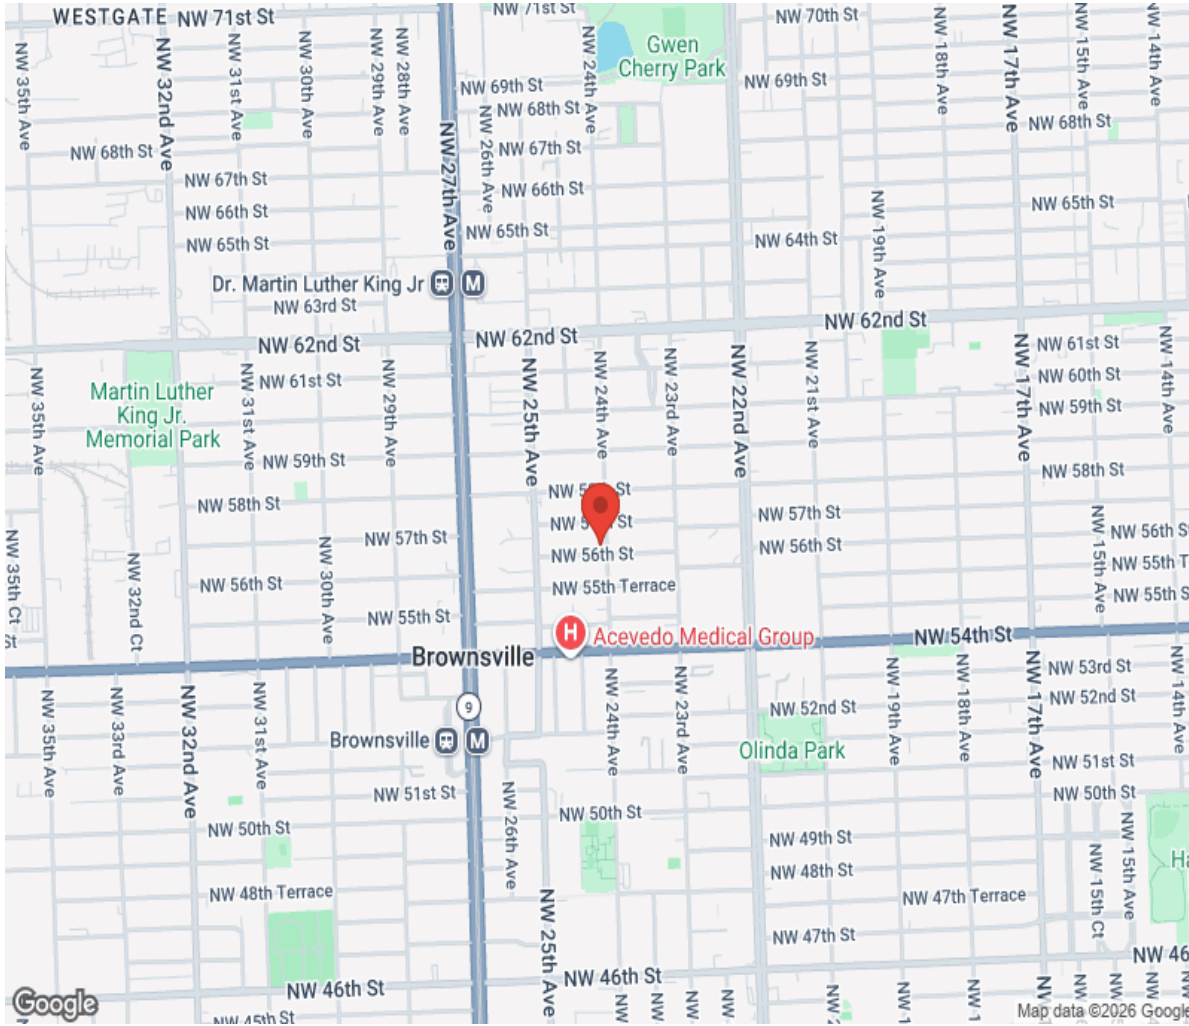 WESTGATE
NW 71st St
NW 71st St
NW 70th St
Gwen
Cherry Park
NW 35th Ave
NW 32nd Ave
NW 31st Ave
NW 30th Ave
NW 29th Ave
NW 28th Ave
NW 27th Ave
NW 26th Ave
NW 24th Ave
NW 18th Ave
NW 17th Ave
NW 15th Ave
NW 14th Ave
NW 69th St
NW 69th St
NW 68th St
NW 68th St
NW 68th St
NW 67th St
NW 67th St
NW 66th St
NW 66th St
NW 65th St
NW 65th St
NW 65th St
NW 64th St
NW 19th Ave
Dr. Martin Luther King Jr
M
NW 63rd St
NW 62nd St
NW 62nd St
NW 62nd St
NW 61st St
NW 61st St
NW 60th St
NW 59th St
NW 59th St
Martin Luther
King Jr.
Memorial Park
NW 35th Ave
NW 31st Ave
NW 29th Ave
NW 25th Ave
NW 24th Ave
NW 23rd Ave
NW 22nd Ave
NW 21st Ave
NW 17th Ave
NW 14th Ave
NW 58th St
NW 58th St
NW 57th St
NW 57th St
NW 56th St
NW 56th St
NW 56th St
NW 56th S
NW 55th Terrace
NW 55th T
NW 55th St
NW 55th S
NW 35th Ct
NW 32nd Ct
NW 30th Ave
NW 15th Ave
St
H
Acevedo Medical Group
NW 54th St
Brownsville
NW 53rd St
NW 52nd St
NW 52nd St
9
Brownsville
M
Olinda Park
NW 35th Ave
NW 33rd Ave
NW 32nd Ave
NW 31st Ave
NW 26th Ave
NW 24th Ave
NW 23rd Ave
NW 19th Ave
NW 18th Ave
NW 17th Ave
NW 14th Ave
NW 51st St
NW 51st St
NW 50th St
NW 50th St
NW 50th St
NW 49th St
NW 48th St
NW 48th Terrace
NW 47th Terrace
NW 47th St
NW 15th Ct
NW 15th Ave
Ha
NW 25th Ave
NW 46th St
NW 46th St
NW 46
NW 45th St
Google
Map data ©2026 Google